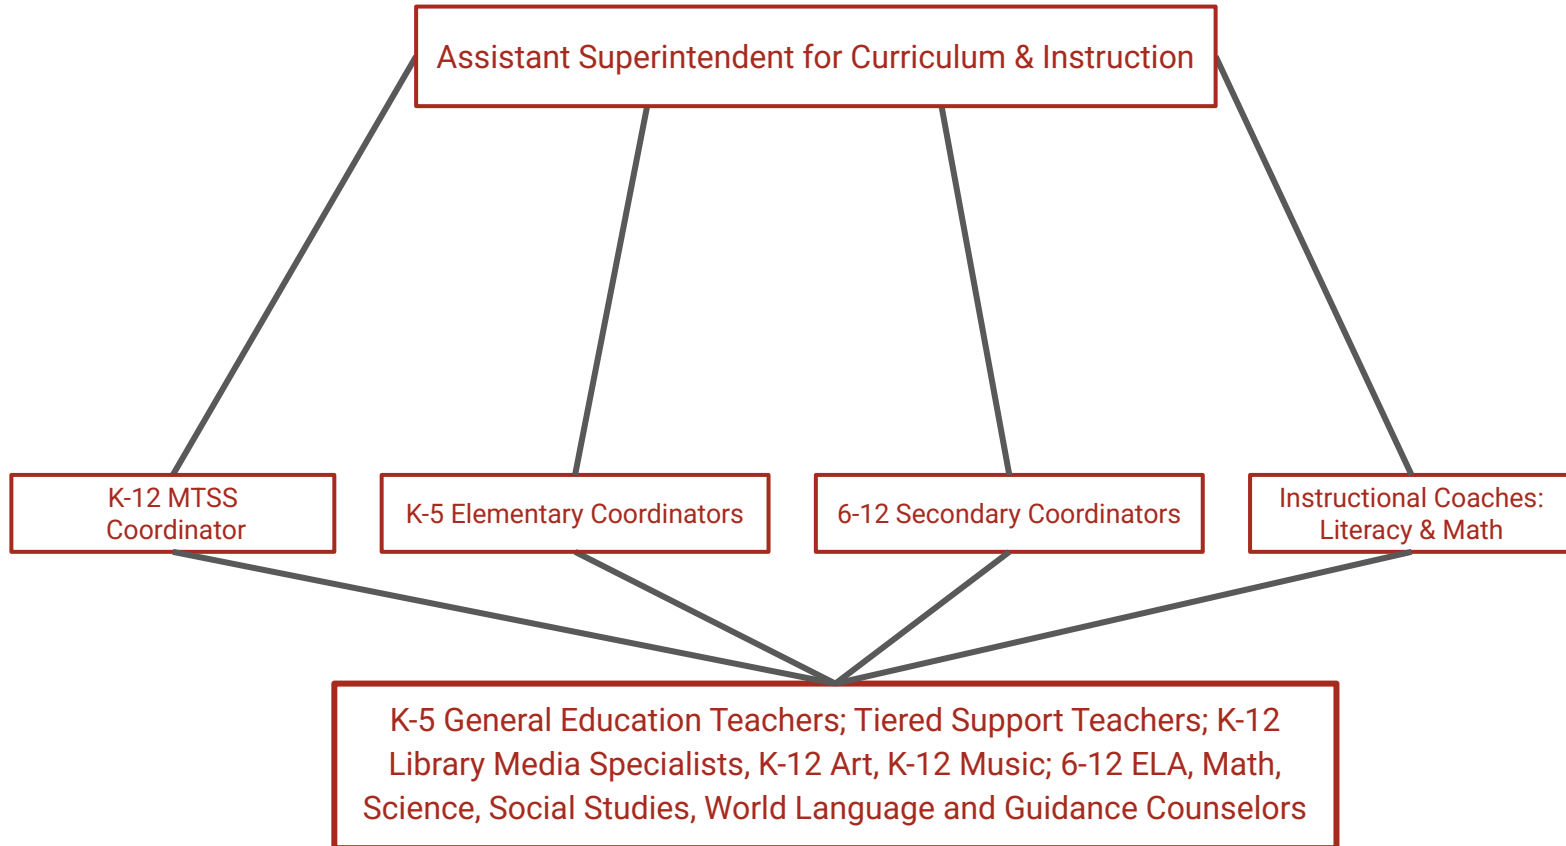 Assistant Superintendent for Curriculum & Instruction
K-12 MTSS
Coordinator
K-5 Elementary Coordinators
6-12 Secondary Coordinators
Instructional Coaches:
Literacy & Math
K-5 General Education Teachers; Tiered Support Teachers; K-12
Library Media Specialists, K-12 Art, K-12 Music; 6-12 ELA, Math,
Science, Social Studies, World Language and Guidance Counselors